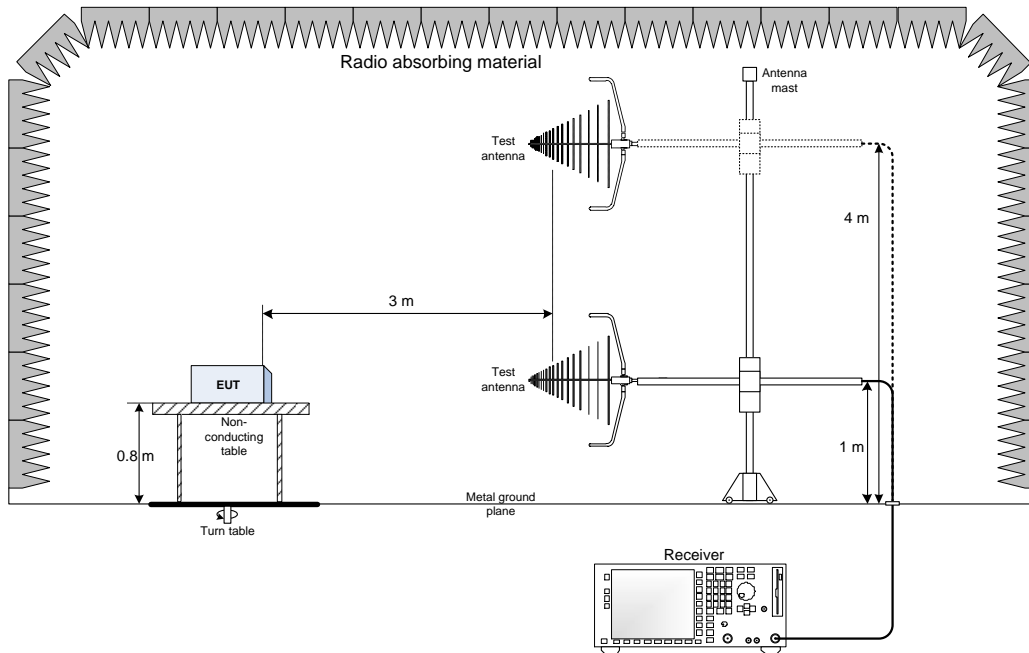 Radio absorbing material
Antenna
mast
Test
antenna
4 m
3 m
EUT
Test
antenna
Non-
conducting
table
0.8 m
1 m
Metal ground
plane
Turn table
Receiver